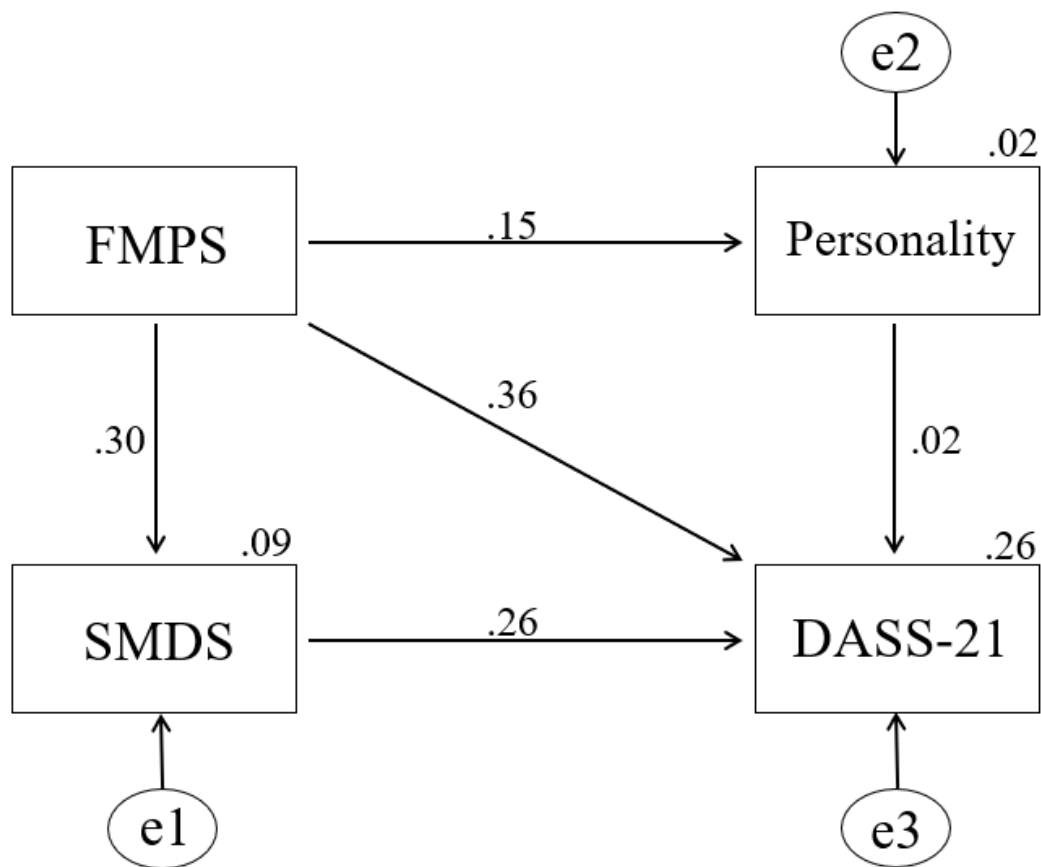 e2
.02
FMPS
.15
Personality
.36
.30
.02
.09
.26
SMDS
.26
DASS-21
e1
e3